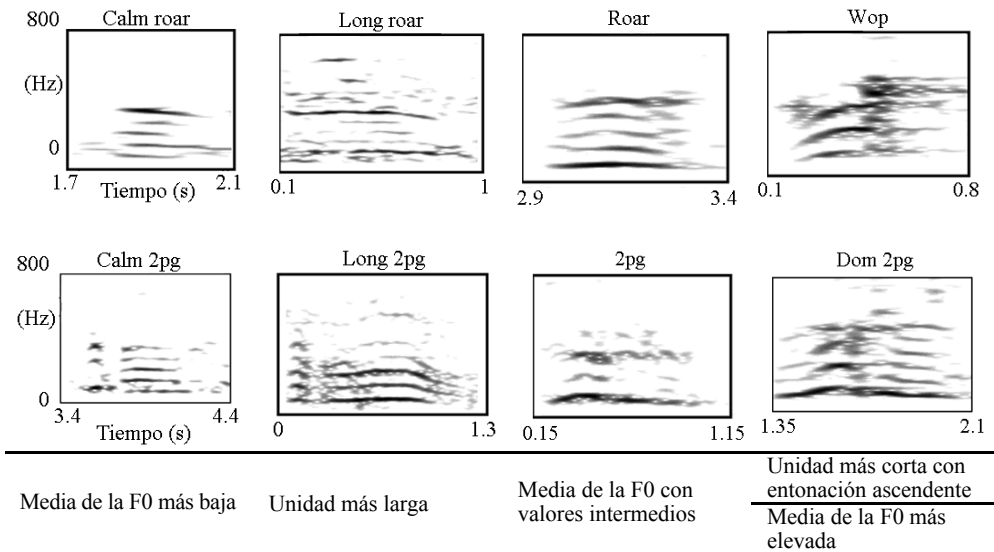 Calm roar
Long roar
Roar
Wop
800
(Hz)
0
1.7
Tiempo (s)
2.1
0.1
1
2.9
3.4
0.1
0.8
Calm 2pg
Long 2pg
2pg
Dom 2pg
800
(Hz)
0
3.4
Tiempo (s)
4.4
0
1.3
0.15
1.15
1.35
2.1
Media de la F0 más baja
Unidad más larga
Media de la F0 con
valores intermedios
Unidad más corta con
entonación ascendente
Media de la F0 más
elevada